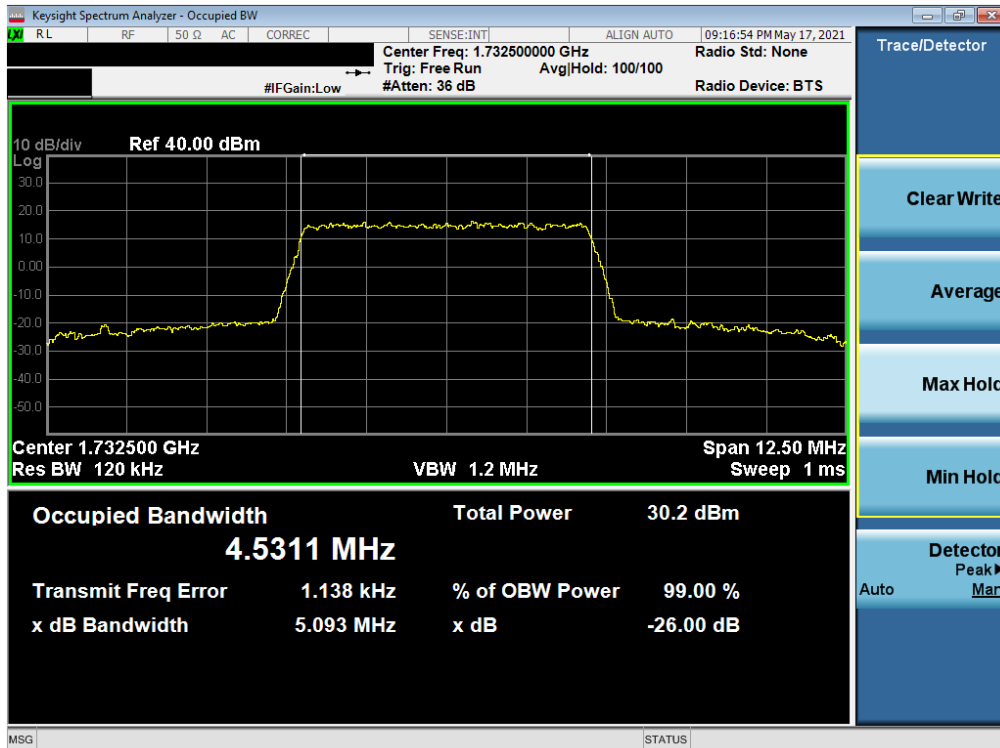 Keysight Spectrum Analyzer - Occupied BW
LXI RL RF 50 Ω AC CORREC SENSE:INT ALIGN AUTO 09:16:54 PM May 17, 2021
Center Freq: 1.732500000 GHz Radio Std: None
Trig: Free Run Avg|Hold: 100/100
#IFGain:Low #Atten: 36 dB Radio Device: BTS
Trace/Detector
10 dB/div Ref 40.00 dBm
Log
30.0
20.0
10.0
0.00
-10.0
-20.0
-30.0
-40.0
-50.0
Center 1.732500 GHz Span 12.50 MHz
Res BW 120 kHz VBW 1.2 MHz Sweep 1 ms
Occupied Bandwidth Total Power 30.2 dBm
4.5311 MHz
Transmit Freq Error 1.138 kHz % of OBW Power 99.00 %
x dB Bandwidth 5.093 MHz x dB -26.00 dB
Clear Write
Average
Max Hold
Min Hold
Detector
Peak
Auto Man
MSG STATUS